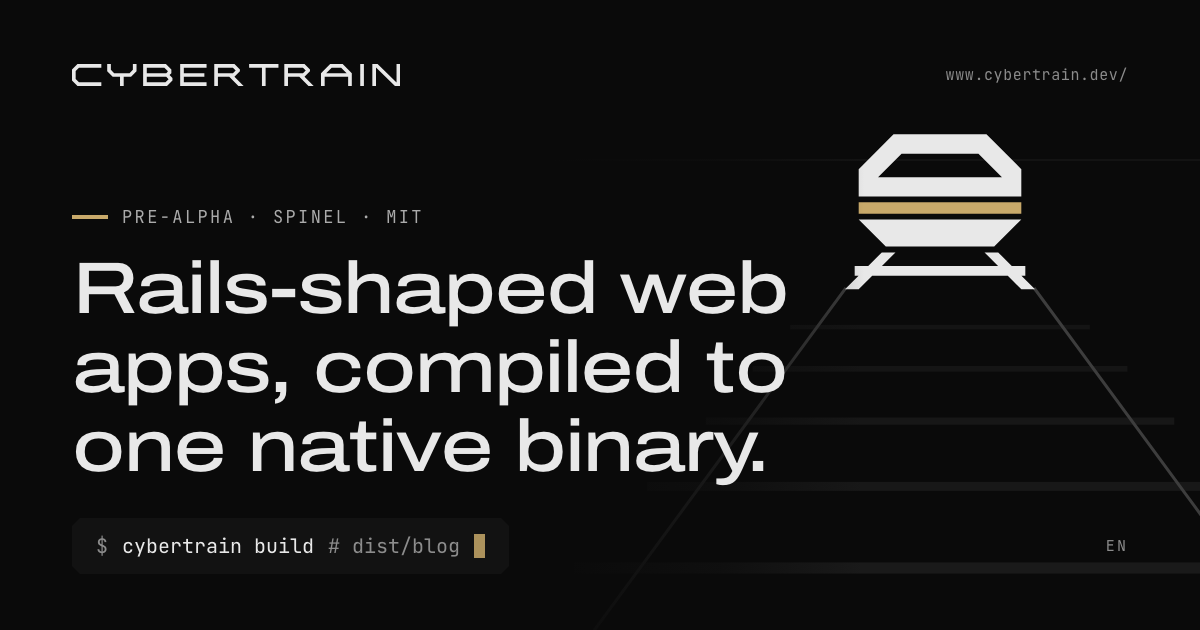 CYBERTRAIN
www.cybertrain.dev/
PRE-ALPHA · SPINEL · MIT
Rails-shaped web
apps, compiled to
one native binary.
$ cybertrain build # dist/blog
EN